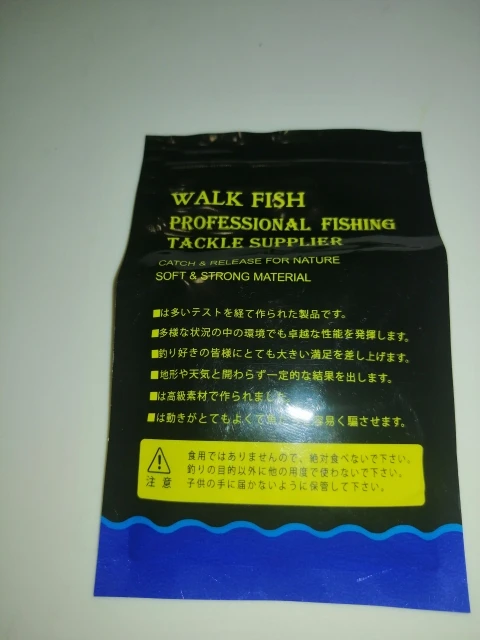 WALK FISH
PROFESSIONAL FISHING
TACKLE SUPPLIER
CATCH & RELEASE FOR NATURE
SOFT & STRONG MATERIAL
■は多いテストを経て作られた製品です。
■多様な状況の中の環境でも卓越な性能を発揮します。
■釣り好きの皆様にとても大きい満足を差し上げます。
■地形や天気と開わらず一定的な結果を出します。
■は高級素材で作られました
■は動きがとてもよくて 容易く騙させます。
食用ではありませんので、絶対食べないで下さい。
釣りの目的以外に他の用度で使わないで下さい。
子供の手に届かないように保管して下さい。
注意